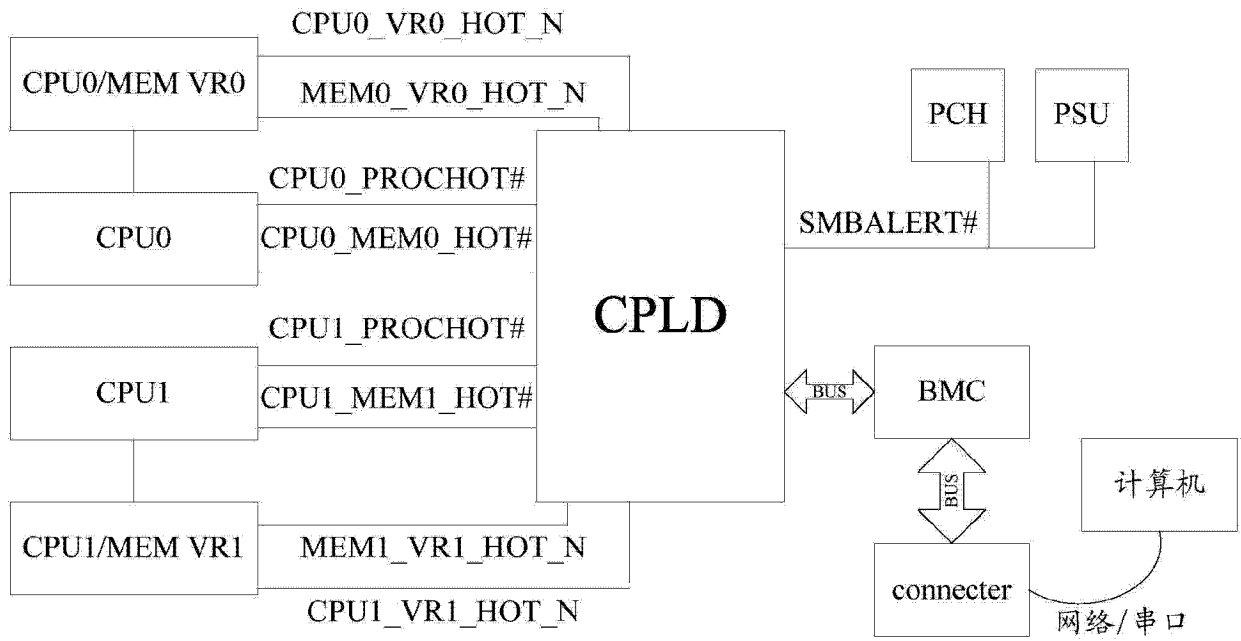 CPU0_VR0_HOT_N
CPU0/MEM VR0
MEM0_VR0_HOT_N
PCH
PSU
CPU0_PROCHOT#
CPU0
CPU0_MEM0_HOT#
SMBALERT#
CPLD
CPU1_PROCHOT#
CPU1
CPU1_MEM1_HOT#
BUS
BMC
BUS
计算机
CPU1/MEM VR1
MEM1_VR1_HOT_N
connecter
CPU1_VR1_HOT_N
网络/串口